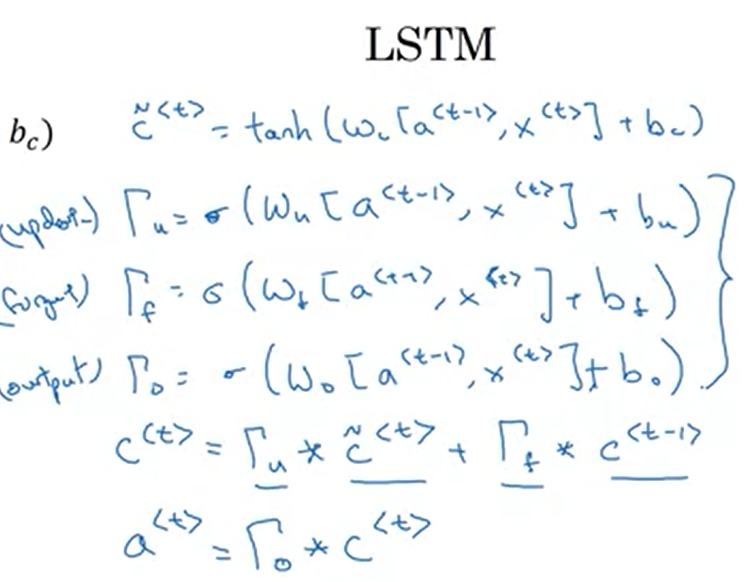 LSTM
b_c)
c̃^{<t>} = tanh(W_c[a^{<t-1>}, x^{<t>}] + b_c)
(update) Γ_u = σ(W_u[a^{<t-1>}, x^{<t>}] + b_u)
(forget) Γ_f = σ(W_f[a^{<t-1>}, x^{<t>}] + b_f)
(output) Γ_o = σ(W_o[a^{<t-1>}, x^{<t>}] + b_o)
c^{<t>} = Γ_u * c̃^{<t>} + Γ_f * c^{<t-1>}
a^{<t>} = Γ_o * c^{<t>}